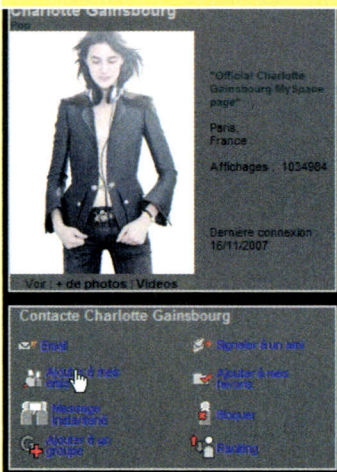 Charlotte Gainsbourg
Pop
"Official Charlotte
Gainsbourg MySpace
page"
Paris,
France
Affichages : 1034984
Dernière connexion :
16/11/2007
Voir : + de photos : Videos
Contacte Charlotte Gainsbourg
Email
Signaler à un ami
Ajouter à mes
Ajouter à mes
favoris
Message
instantané
Bloquer
Ajouter à un
groupe
Ranking